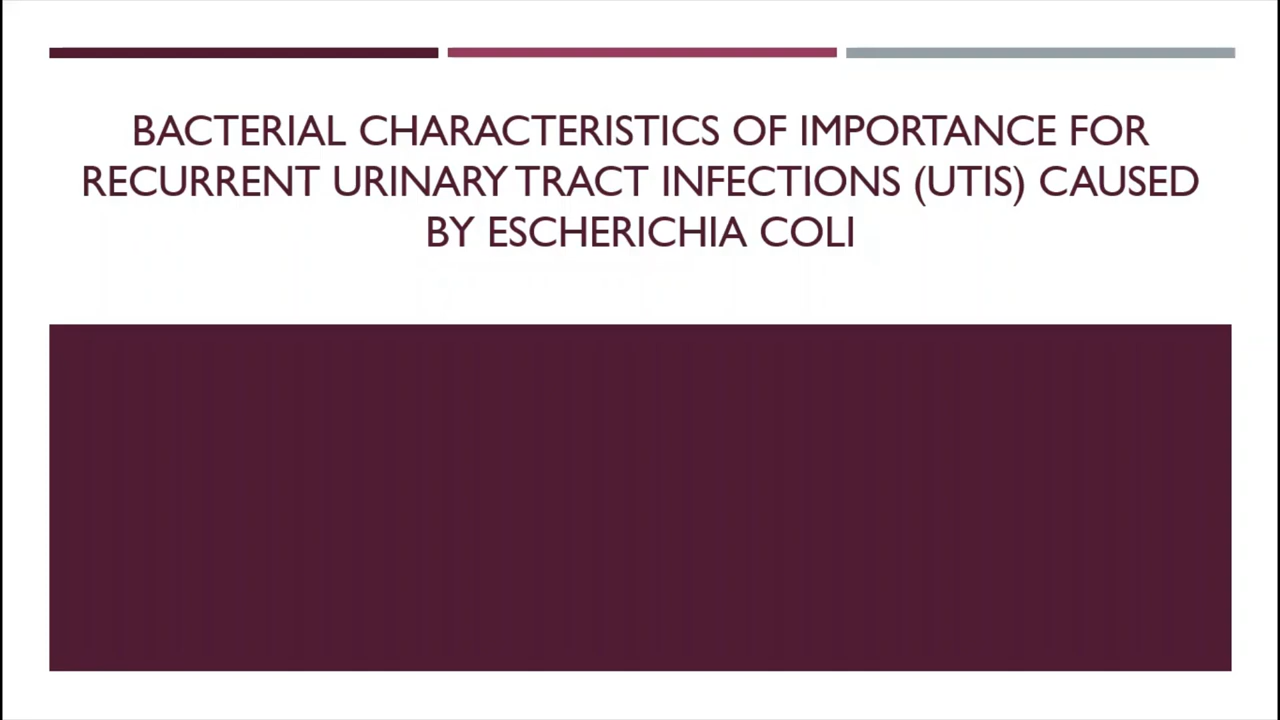 BACTERIAL CHARACTERISTICS OF IMPORTANCE FOR
RECURRENT URINARY TRACT INFECTIONS (UTIS) CAUSED
BY ESCHERICHIA COLI